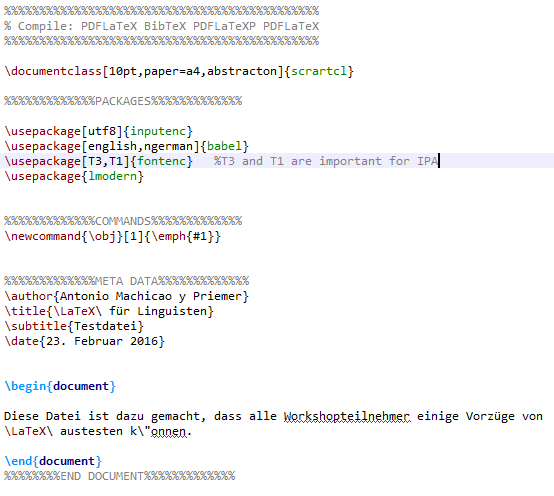 %%%%%%%%%%%%%%%%%%%%%%%%%%%%%%%%%%%%%%%%%%%%%
% Compile: PDFLaTeX BibTeX PDFLaTeXP PDFLaTeX
%%%%%%%%%%%%%%%%%%%%%%%%%%%%%%%%%%%%%%%%%%%%%
\documentclass[10pt,paper=a4,abstracton]{scrartcl}
%%%%%%%%%%%%%PACKAGES%%%%%%%%%%%%%
\usepackage[utf8]{inputenc}
\usepackage[english,ngerman]{babel}
\usepackage[T3,T1]{fontenc}   %T3 and T1 are important for IPA
\usepackage{lmodern}
%%%%%%%%%%%%%COMMANDS%%%%%%%%%%%%%
\newcommand{\obj}[1]{\emph{#1}}
%%%%%%%%%%%%%META DATA%%%%%%%%%%%%%
\author{Antonio Machicao y Priemer}
\title{\LaTeX\ für Linguisten}
\subtitle{Testdatei}
\date{23. Februar 2016}
\begin{document}
Diese Datei ist dazu gemacht, dass alle Workshopteilnehmer einige Vorzüge von
\LaTeX\ austesten k\"onnen.
\end{document}
%%%%%%%%END DOCUMENT%%%%%%%%%%%%%